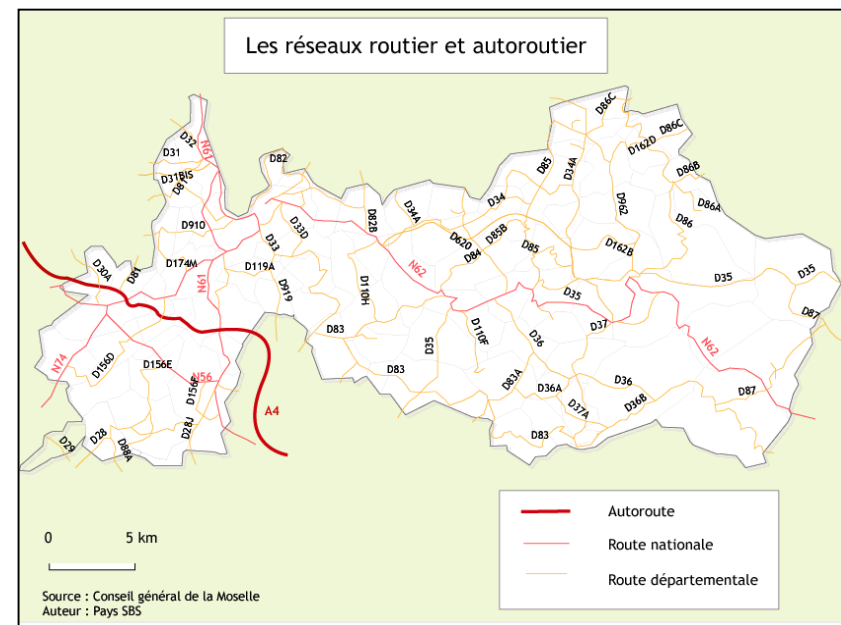 Les réseaux routier et autoroutier
D86C
D86C
D32
N61
D162D
D31
D82
D85
D34A
D86B
D31BIS
D81
D962
D34
D86A
D910
D33D
D82B
D34A
D86
D33
D620
D85B
D85
D162B
D30A
D81
D174M
N61
D119A
D84
N62
D35
D35
D919
D110H
D35
D87
D83
D37
N62
D35
D110F
D36
N74
D156D
D156E
N56
D156F
D83
D83A
D36A
D36
D87
A4
D37A
D36B
D29
D28
D88A
D28J
D83
Autoroute
Route nationale
Route départementale
0 5 km
Source : Conseil général de la Moselle
Auteur : Pays SBS